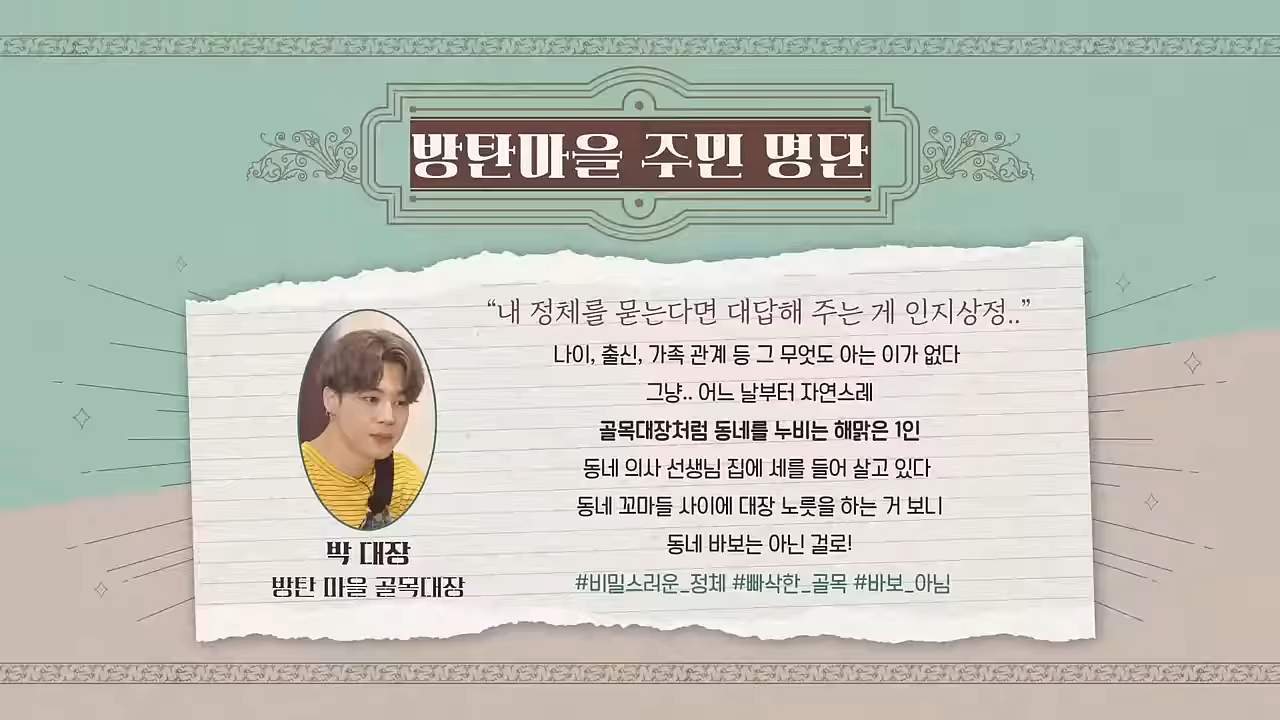 방탄마을 주민 명단
“내 정체를 묻는다면 대답해 주는 게 인지상정..”
나이, 출신, 가족 관계 등 그 무엇도 아는 이가 없다
그냥.. 어느 날부터 자연스레
골목대장처럼 동네를 누비는 해맑은 1인
동네 의사 선생님 집에 세를 들어 살고 있다
동네 꼬마들 사이에 대장 노릇을 하는 거 보니
동네 바보는 아닌 걸로!
#비밀스러운_정체 #빠삭한_골목 #바보_아님
박 대장
방탄 마을 골목대장